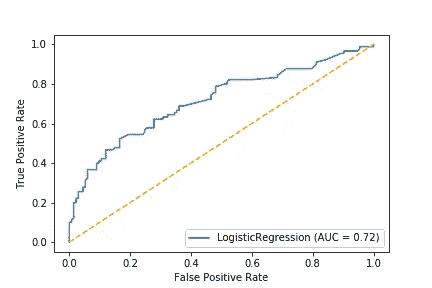 1.0
0.8
0.6
0.4
0.2
0.0
True Positive Rate
LogisticRegression (AUC = 0.72)
0.0 0.2 0.4 0.6 0.8 1.0
False Positive Rate